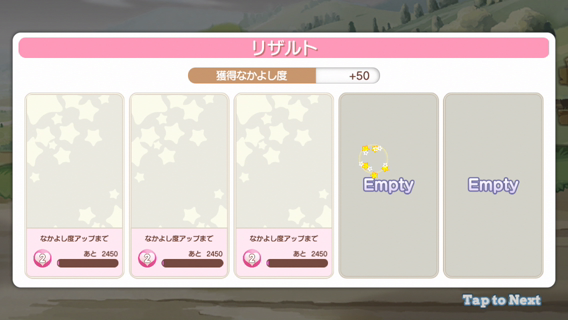 リザルト
獲得なかよし度 +50
なかよし度アップまで
2 あと 2450
なかよし度アップまで
2 あと 2450
なかよし度アップまで
2 あと 2450
Empty
Empty
Tap to Next